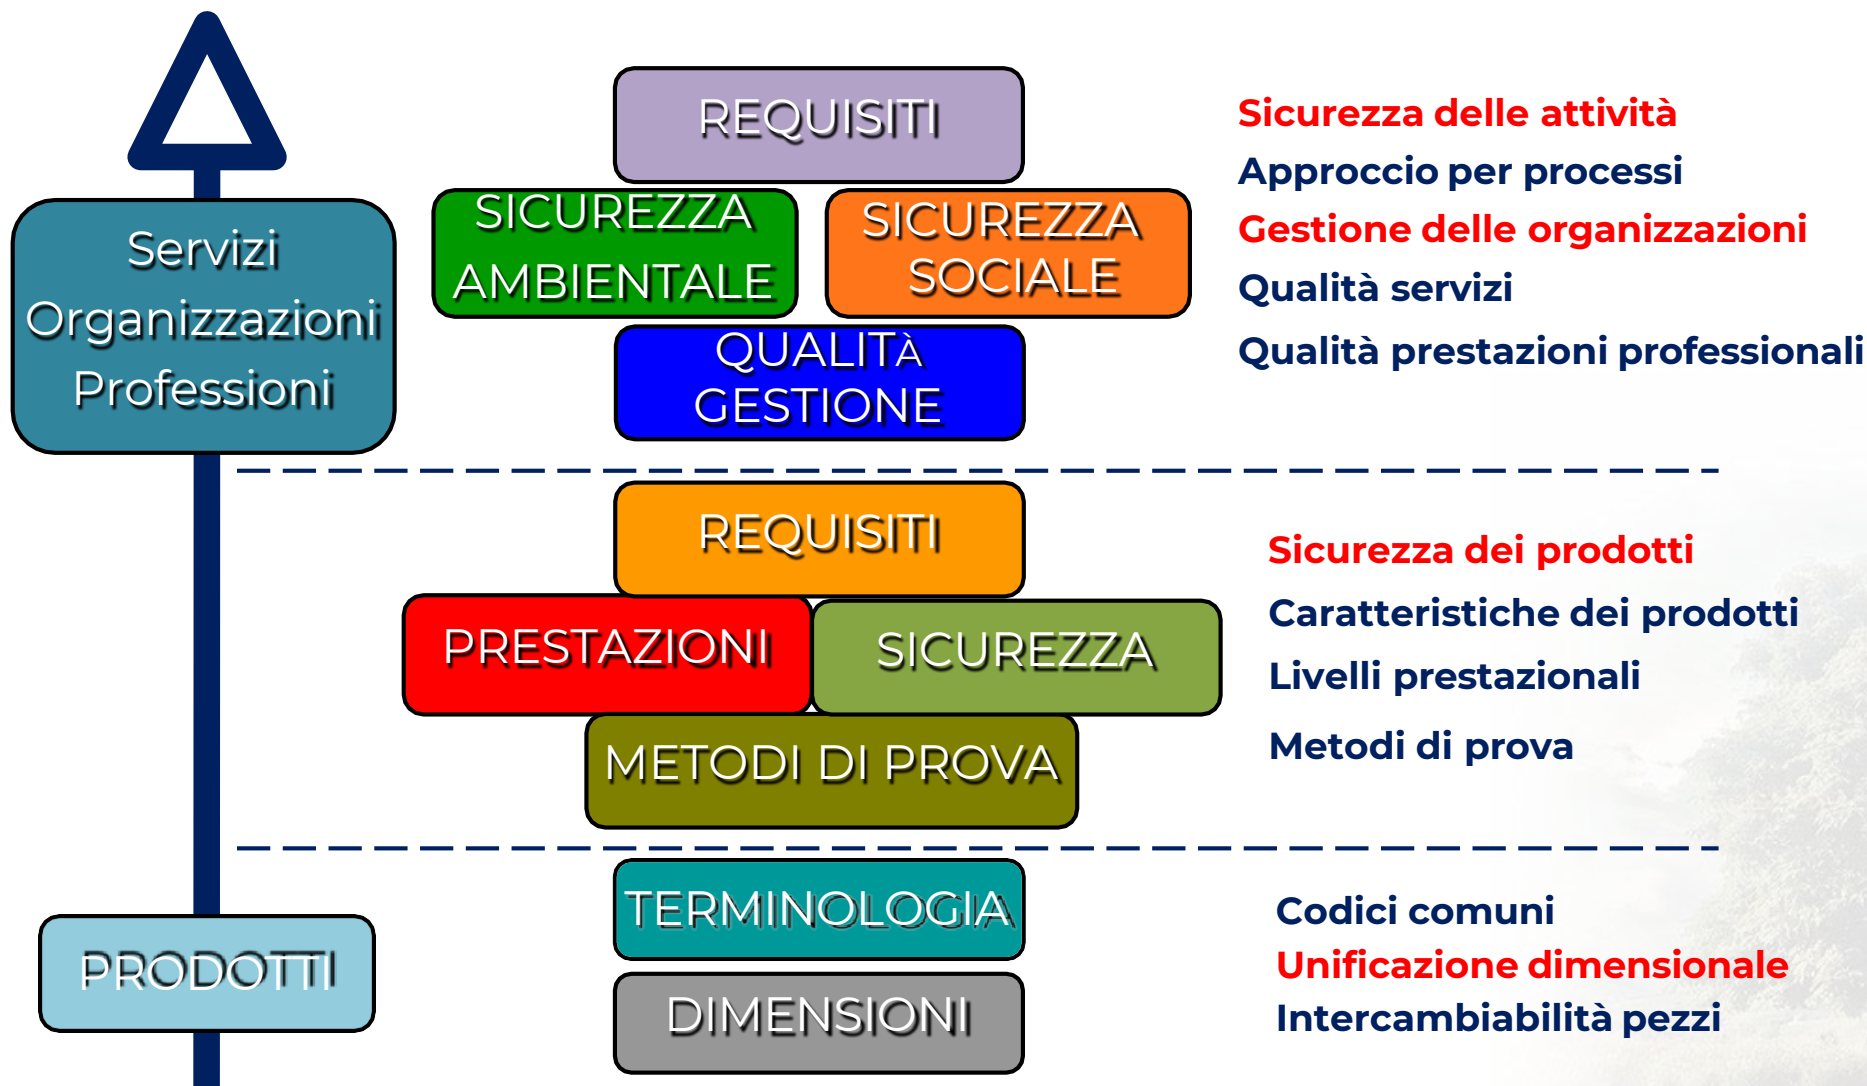 Servizi
Organizzazioni
Professioni
REQUISITI
SICUREZZA
AMBIENTALE
SICUREZZA
SOCIALE
QUALITÀ
GESTIONE
Sicurezza delle attività
Approccio per processi
Gestione delle organizzazioni
Qualità servizi
Qualità prestazioni professionali
REQUISITI
PRESTAZIONI
SICUREZZA
METODI DI PROVA
Sicurezza dei prodotti
Caratteristiche dei prodotti
Livelli prestazionali
Metodi di prova
PRODOTTI
TERMINOLOGIA
DIMENSIONI
Codici comuni
Unificazione dimensionale
Intercambiabilità pezzi